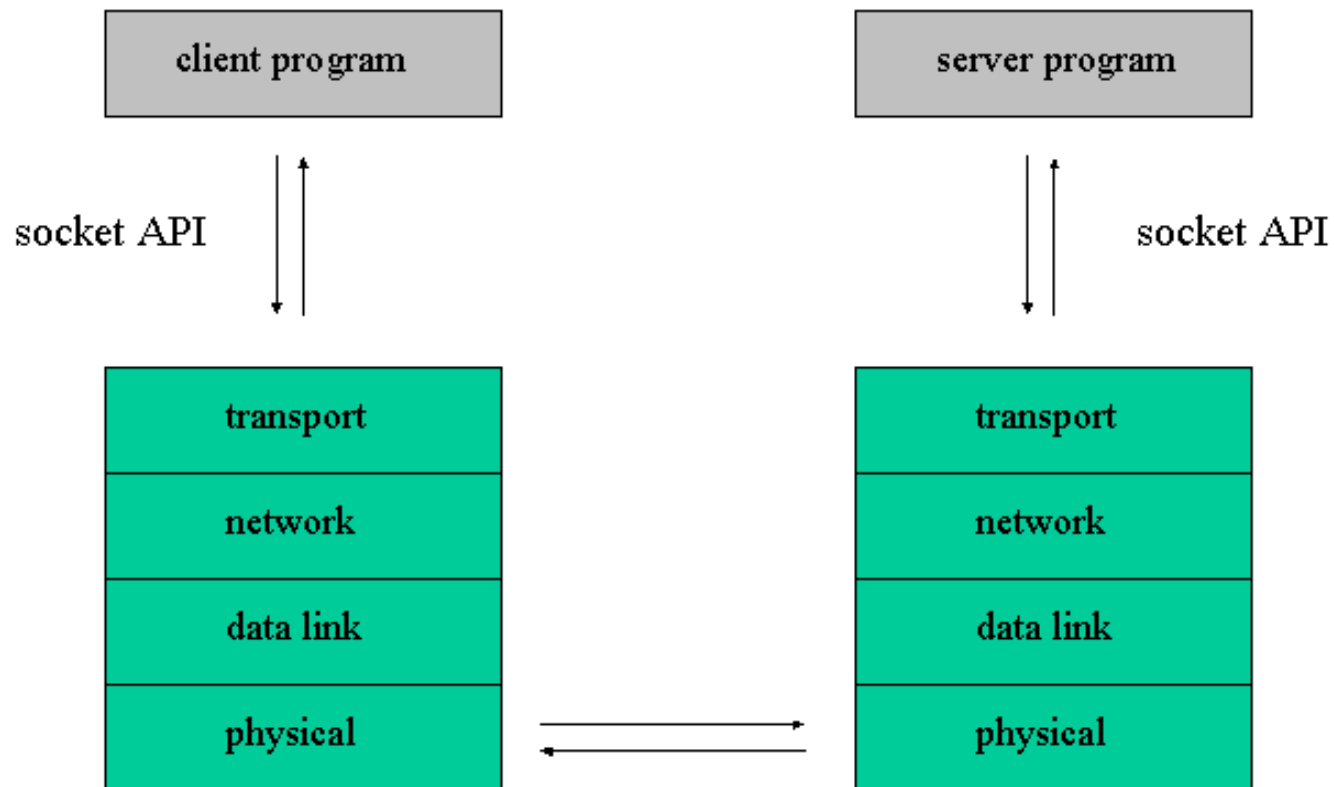 client program
server program
socket API
socket API
transport
transport
network
network
data link
data link
physical
physical